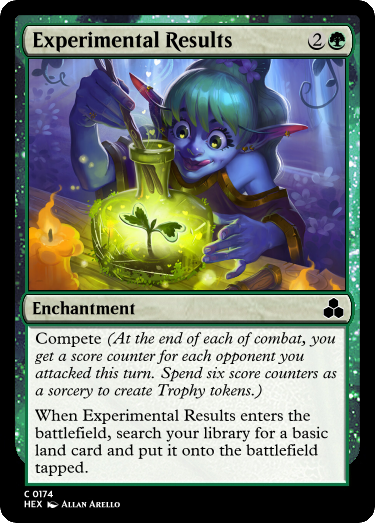 Experimental Results 2
Enchantment
Compete (At the end of each of combat, you
get a score counter for each opponent you
attacked this turn. Spend six score counters as
a sorcery to create Trophy tokens.)
When Experimental Results enters the
battlefield, search your library for a basic
land card and put it onto the battlefield
tapped.
C 0174
HEX Allan Arello